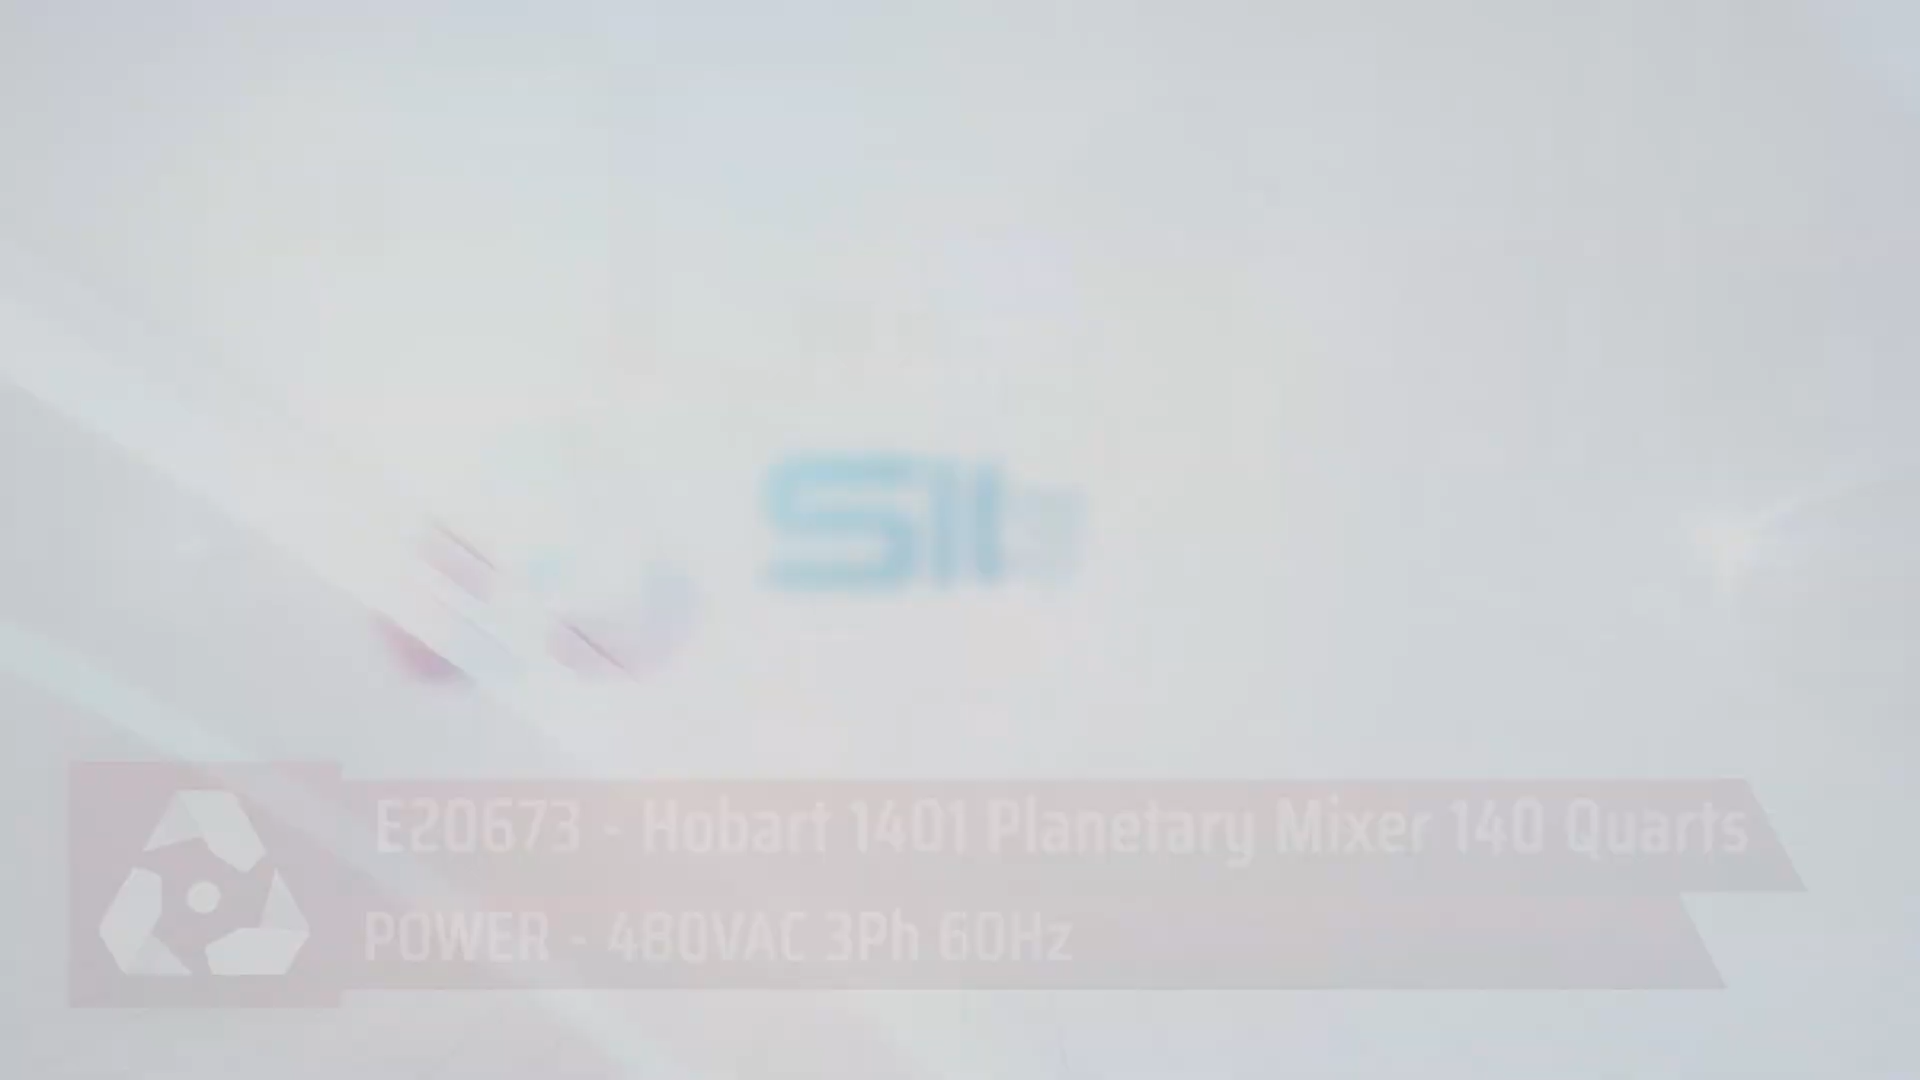 E20673 - Hobart 1401 Planetary Mixer 140 Quarts
POWER - 480VAC 3Ph 60Hz